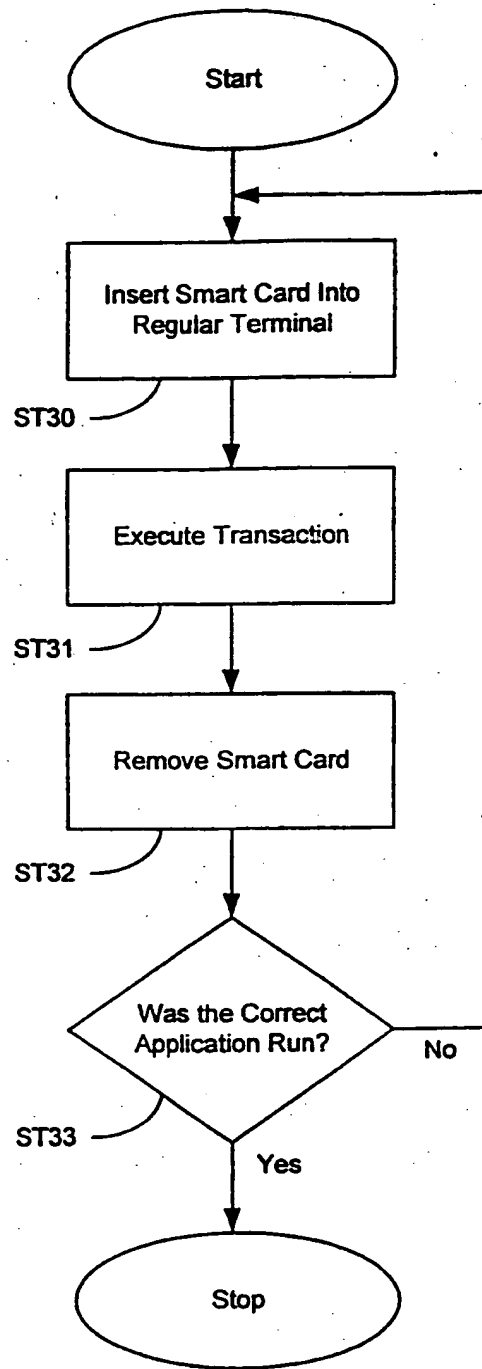 Start
Insert Smart Card Into
Regular Terminal
ST30
Execute Transaction
ST31
Remove Smart Card
ST32
Was the Correct
Application Run?
No
ST33
Yes
Stop